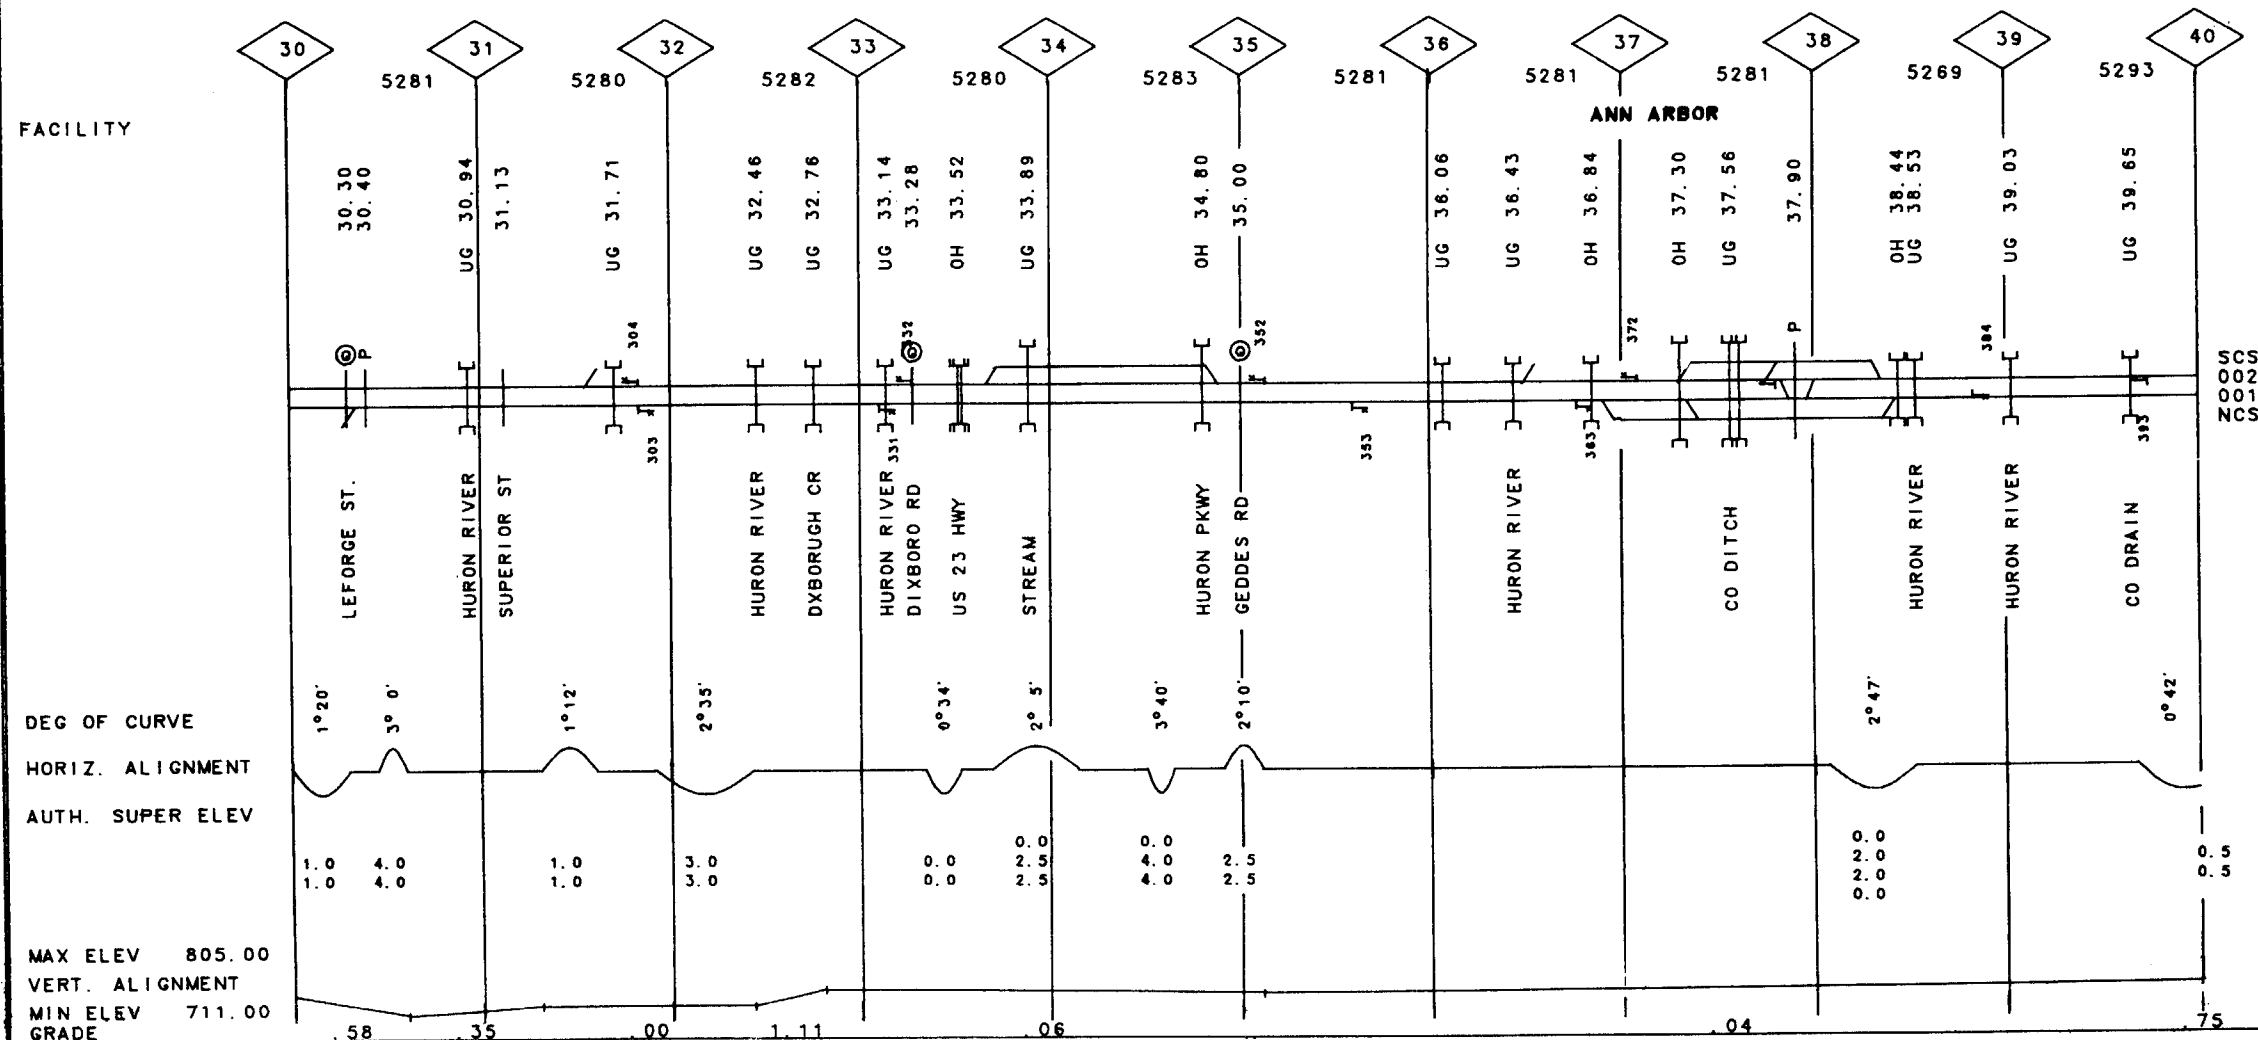 30 31 32 33 34 35 36 37 38 39 40
5281 5280 5282 5280 5283 5281 5281 5281 5269 5293
ANN ARBOR
FACILITY
30.30
30.40
UG 30.94
31.13
UG 31.71
UG 32.46
UG 32.76
UG 33.14
33.28
OH 33.52
UG 33.89
OH 34.80
35.00
UG 36.06
UG 36.43
OH 36.84
OH 37.30
UG 37.56
37.90
OH 38.44
UG 38.53
UG 39.03
UG 39.65
P
304
332
352
372
P
384
SCS
002
001
NCS
303
331
353
363
393
LEFORGE ST.
HURON RIVER
SUPERIOR ST
HURON RIVER
DXBORUGH CR
HURON RIVER
DIXBORO RD
US 23 HWY
STREAM
HURON PKWY
GEDDES RD
HURON RIVER
CO DITCH
HURON RIVER
HURON RIVER
CO DRAIN
DEG OF CURVE
1°20'
3° 0'
1°12'
2°35'
0°34'
2° 5'
3°40'
2°10'
2°47'
0°42'
HORIZ. ALIGNMENT
AUTH. SUPER ELEV
0.0 0.0 0.0
1.0 4.0 1.0 3.0 0.0 2.5 4.0 2.5 2.0 0.5
1.0 4.0 1.0 3.0 0.0 2.5 4.0 2.5 2.0 0.5
0.0
MAX ELEV 805.00
VERT. ALIGNMENT
MIN ELEV 711.00
GRADE .58 .35 .00 1.11 .06 .04 .75